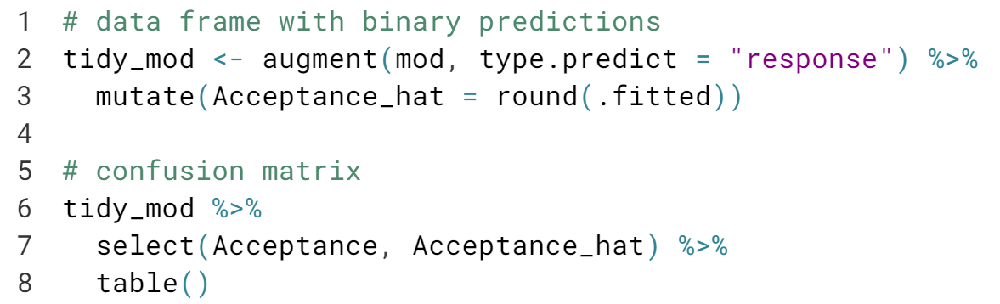 1 # data frame with binary predictions
2 tidy_mod <- augment(mod, type.predict = "response") %>%
3   mutate(Acceptance_hat = round(.fitted))
4
5 # confusion matrix
6 tidy_mod %>%
7   select(Acceptance, Acceptance_hat) %>%
8   table()